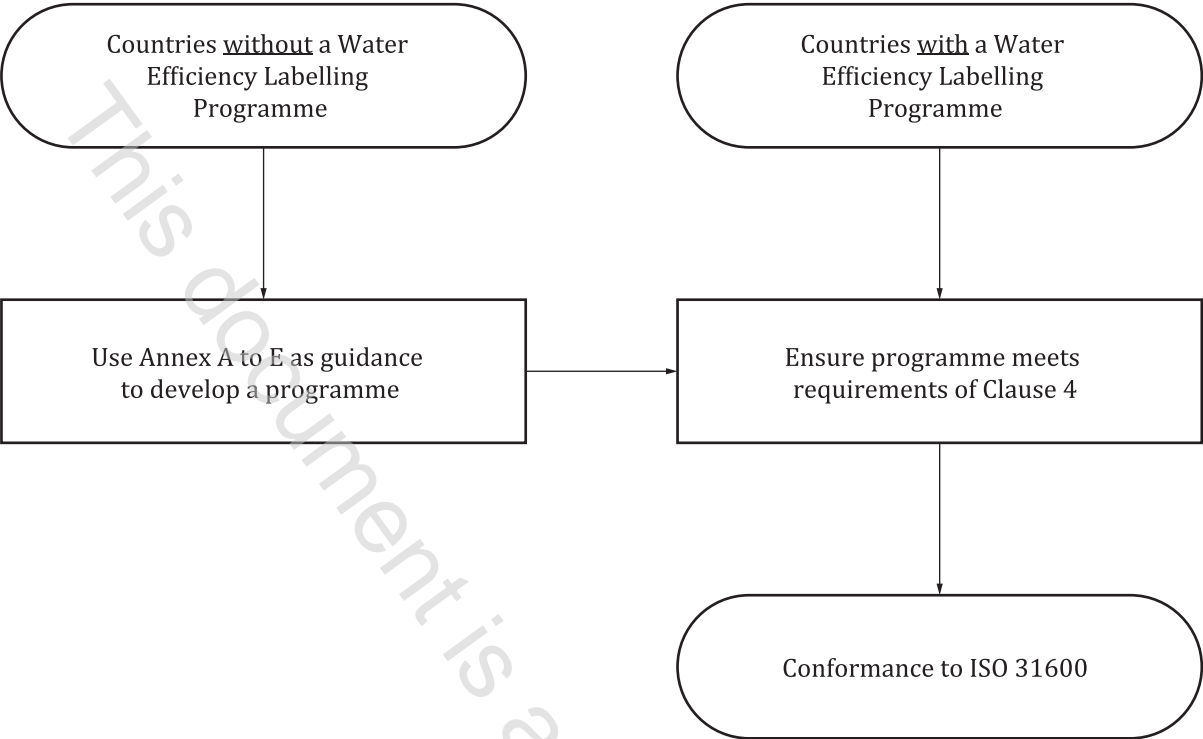 Countries without a Water
Efficiency Labelling
Programme
Countries with a Water
Efficiency Labelling
Programme
Use Annex A to E as guidance
to develop a programme
Ensure programme meets
requirements of Clause 4
Conformance to ISO 31600
This document is a